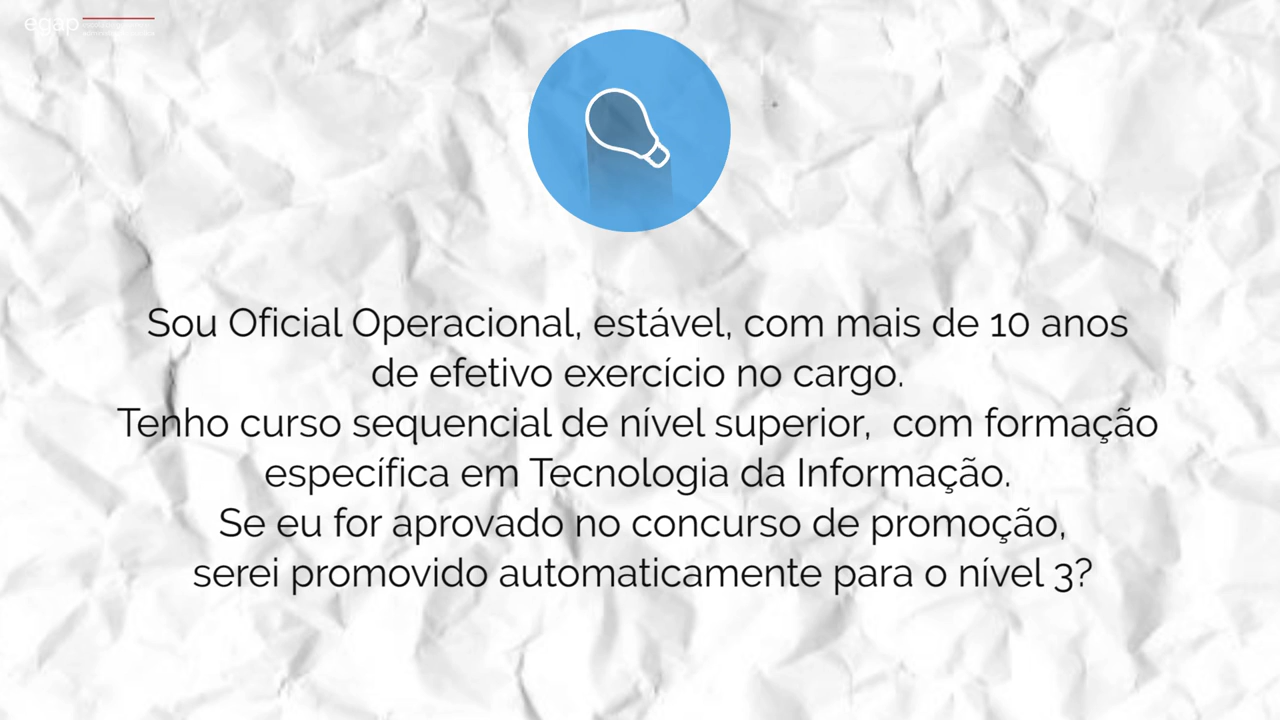 egap
Sou Oficial Operacional, estável, com mais de 10 anos
de efetivo exercício no cargo.
Tenho curso sequencial de nível superior, com formação
específica em Tecnologia da Informação.
Se eu for aprovado no concurso de promoção,
serei promovido automaticamente para o nível 3?